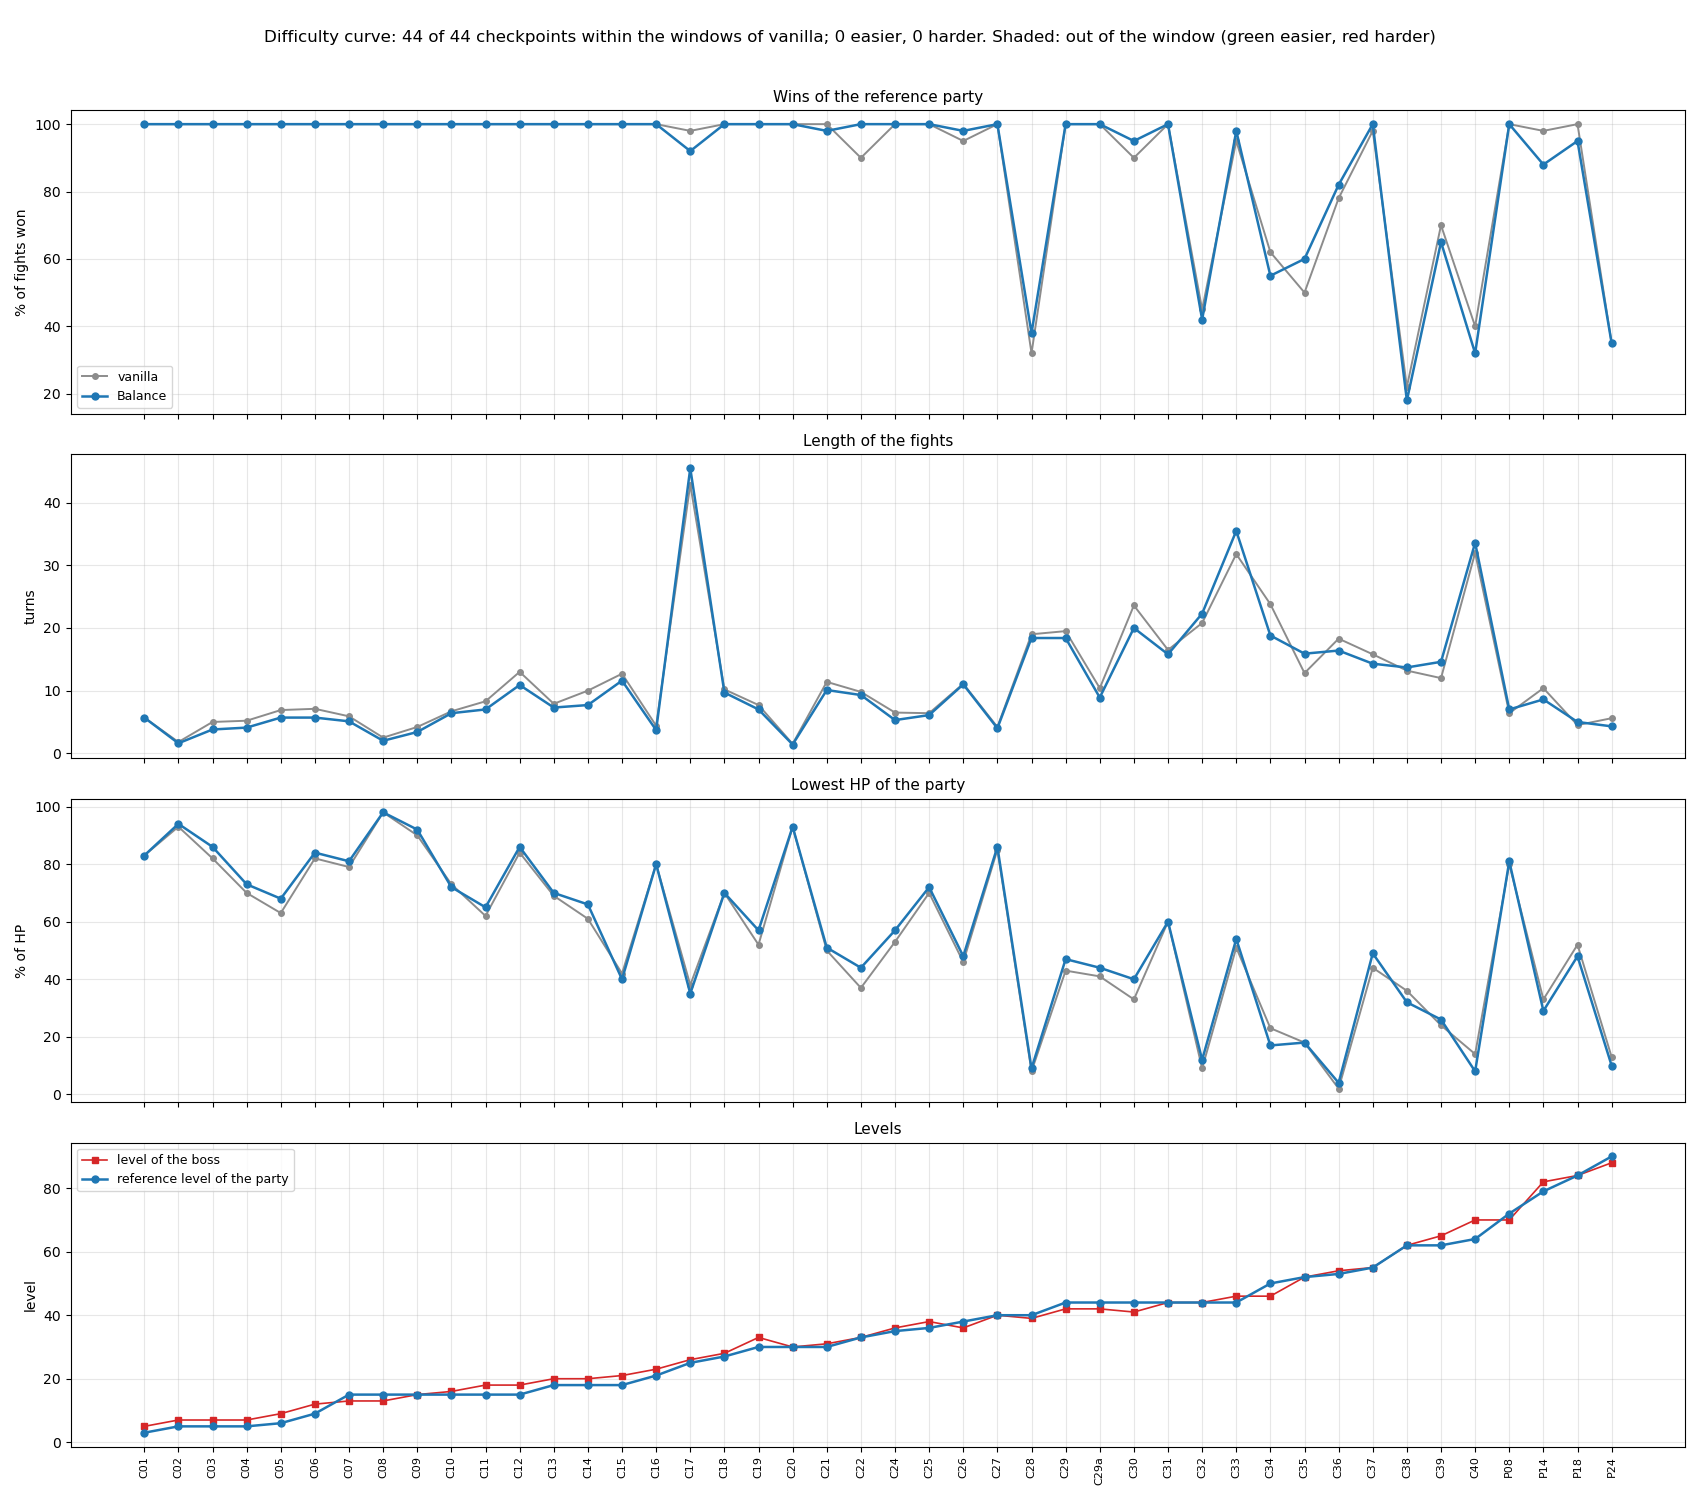 Difficulty curve: 44 of 44 checkpoints within the windows of vanilla; 0 easier, 0 harder. Shaded: out of the window (green easier, red harder)
Wins of the reference party
100
80
60
40
20
% of fights won
vanilla
Balance
Length of the fights
40
30
20
10
0
turns
Lowest HP of the party
100
80
60
40
20
0
% of HP
Levels
80
60
40
20
0
level
level of the boss
reference level of the party
C01 C02 C03 C04 C05 C06 C07 C08 C09 C10 C11 C12 C13 C14 C15 C16 C17 C18 C19 C20 C21 C22 C24 C25 C26 C27 C28 C29 C29a C30 C31 C32 C33 C34 C35 C36 C37 C38 C39 C40 P08 P14 P18 P24